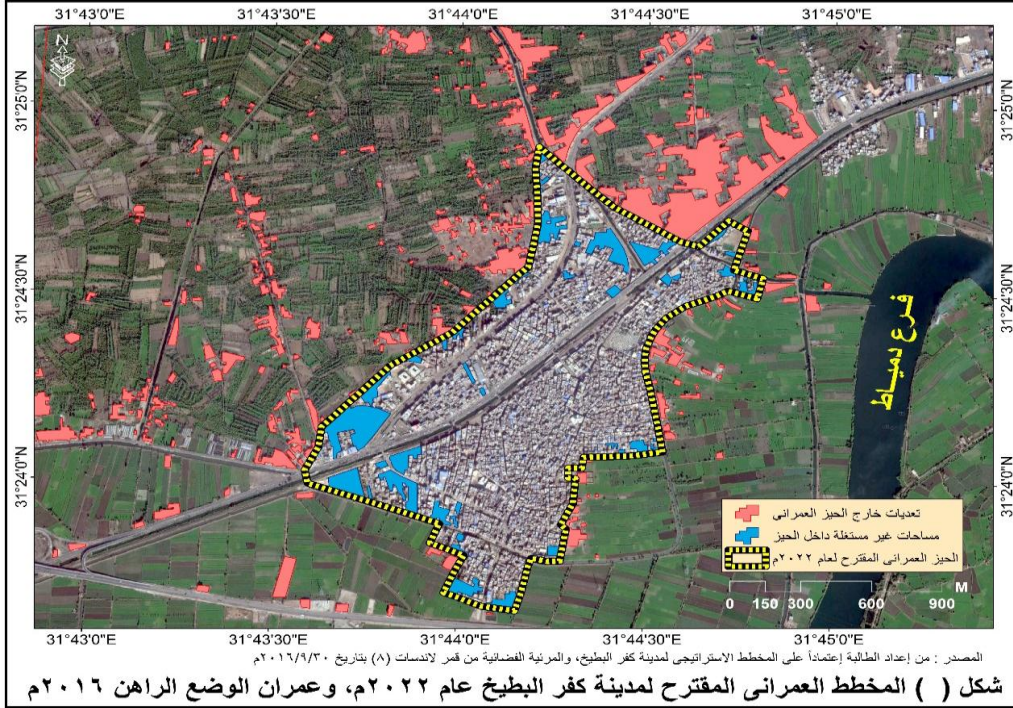 31°43'0"E 31°43'30"E 31°44'0"E 31°44'30"E 31°45'0"E
31°25'0"N
31°24'30"N
31°24'0"N
N
31°25'0"N
31°24'30"N
31°24'0"N
فرع دمياط
تعديات خارج الحيز العمرانى
مساحات غير مستغلة داخل الحيز
الحيز العمرانى المقترح لعام ٢٠٢٢م
M
0 150 300 600 900
31°43'0"E 31°43'30"E 31°44'0"E 31°44'30"E 31°45'0"E
المصدر : من إعداد الطالبة إعتماداً على المخطط الاستراتيجى لمدينة كفر البطيخ، والمرئية الفضائية من قمر لاندسات (٨) بتاريخ ٢٠١٦/٩/٣٠م
شكل ( ) المخطط العمرانى المقترح لمدينة كفر البطيخ عام ٢٠٢٢م، وعمران الوضع الراهن ٢٠١٦م